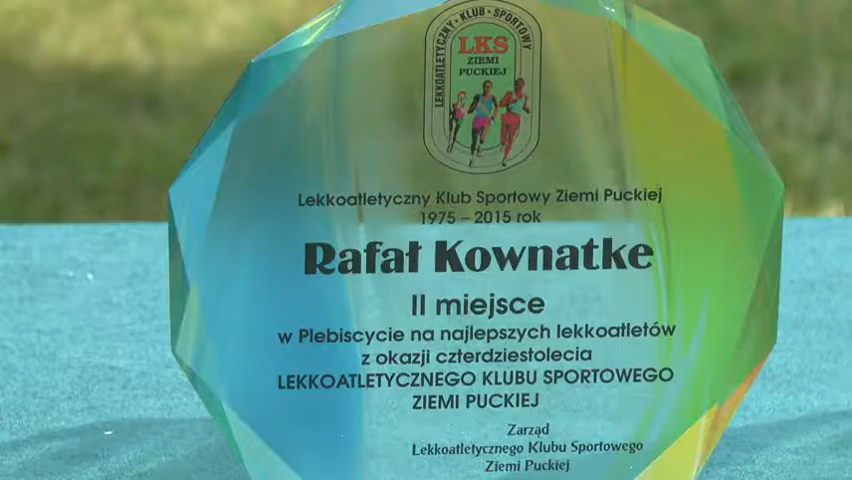 LEKKOATLETYCZNY • KLUB • SPORTOWY
LKS
ZIEMI
PUCKIEJ
Lekkoatletyczny Klub Sportowy Ziemi Puckiej
1975 – 2015 rok
Rafał Kownatke
II miejsce
w Plebiscycie na najlepszych lekkoatletów
z okazji czterdziestolecia
LEKKOATLETYCZNEGO KLUBU SPORTOWEGO
ZIEMI PUCKIEJ
Zarząd
Lekkoatletycznego Klubu Sportowego
Ziemi Puckiej